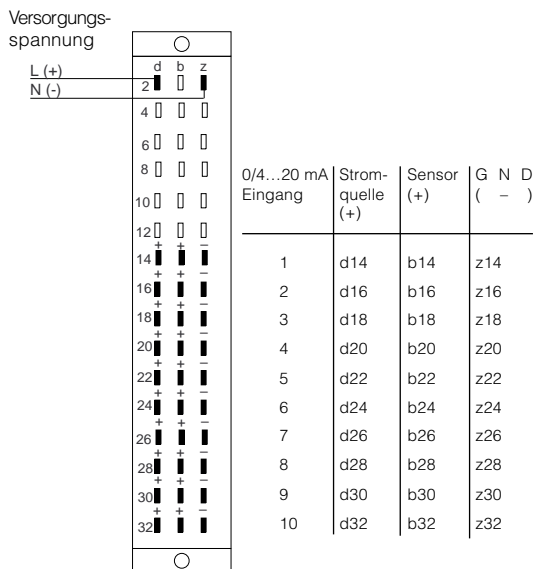 Versorgungs-
spannung
L (+)
N (-)
d b z
2
4
6
8
10
12
+ + –
14
+ + –
16
+ + –
18
+ + –
20
+ + –
22
+ + –
24
+ + –
26
+ + –
28
+ + –
30
+ + –
32
0/4...20 mA Strom- Sensor G N D
Eingang quelle (+) ( – )
(+)
1 d14 b14 z14
2 d16 b16 z16
3 d18 b18 z18
4 d20 b20 z20
5 d22 b22 z22
6 d24 b24 z24
7 d26 b26 z26
8 d28 b28 z28
9 d30 b30 z30
10 d32 b32 z32